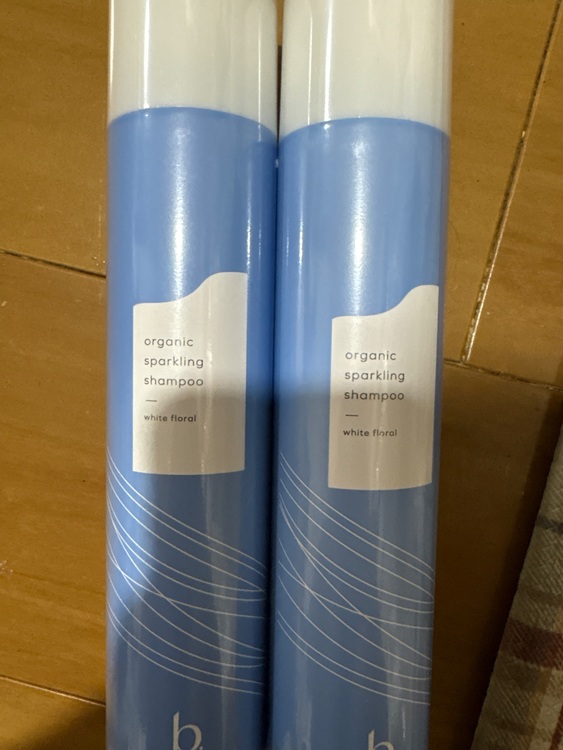 organic
sparkling
shampoo
—
white floral
b.
organic
sparkling
shampoo
—
white floral
b